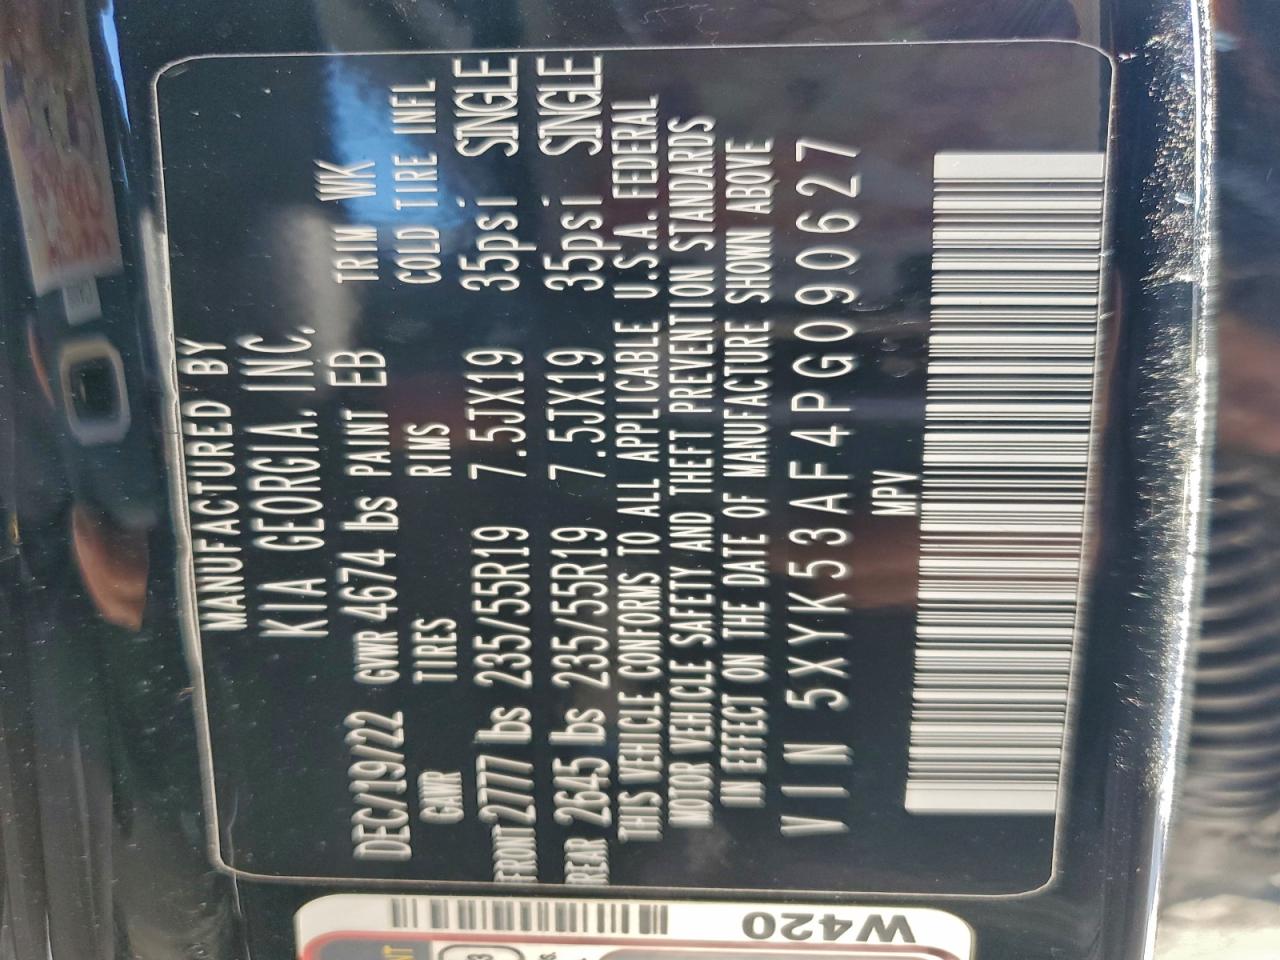 MANUFACTURED BY
KIA GEORGIA, INC.
DEC/19/22 GVWR 4674 lbs PAINT EB TRIM WK
GAWR TIRES RIMS COLD TIRE INFL
FRONT 2777 lbs 235/55R19 7.5JX19 35psi SINGLE
REAR 2645 lbs 235/55R19 7.5JX19 35psi SINGLE
THIS VEHICLE CONFORMS TO ALL APPLICABLE U.S.A. FEDERAL
MOTOR VEHICLE SAFETY AND THEFT PREVENTION STANDARDS
IN EFFECT ON THE DATE OF MANUFACTURE SHOWN ABOVE
VIN 5XYK53AF4PG090627
MPV
W420